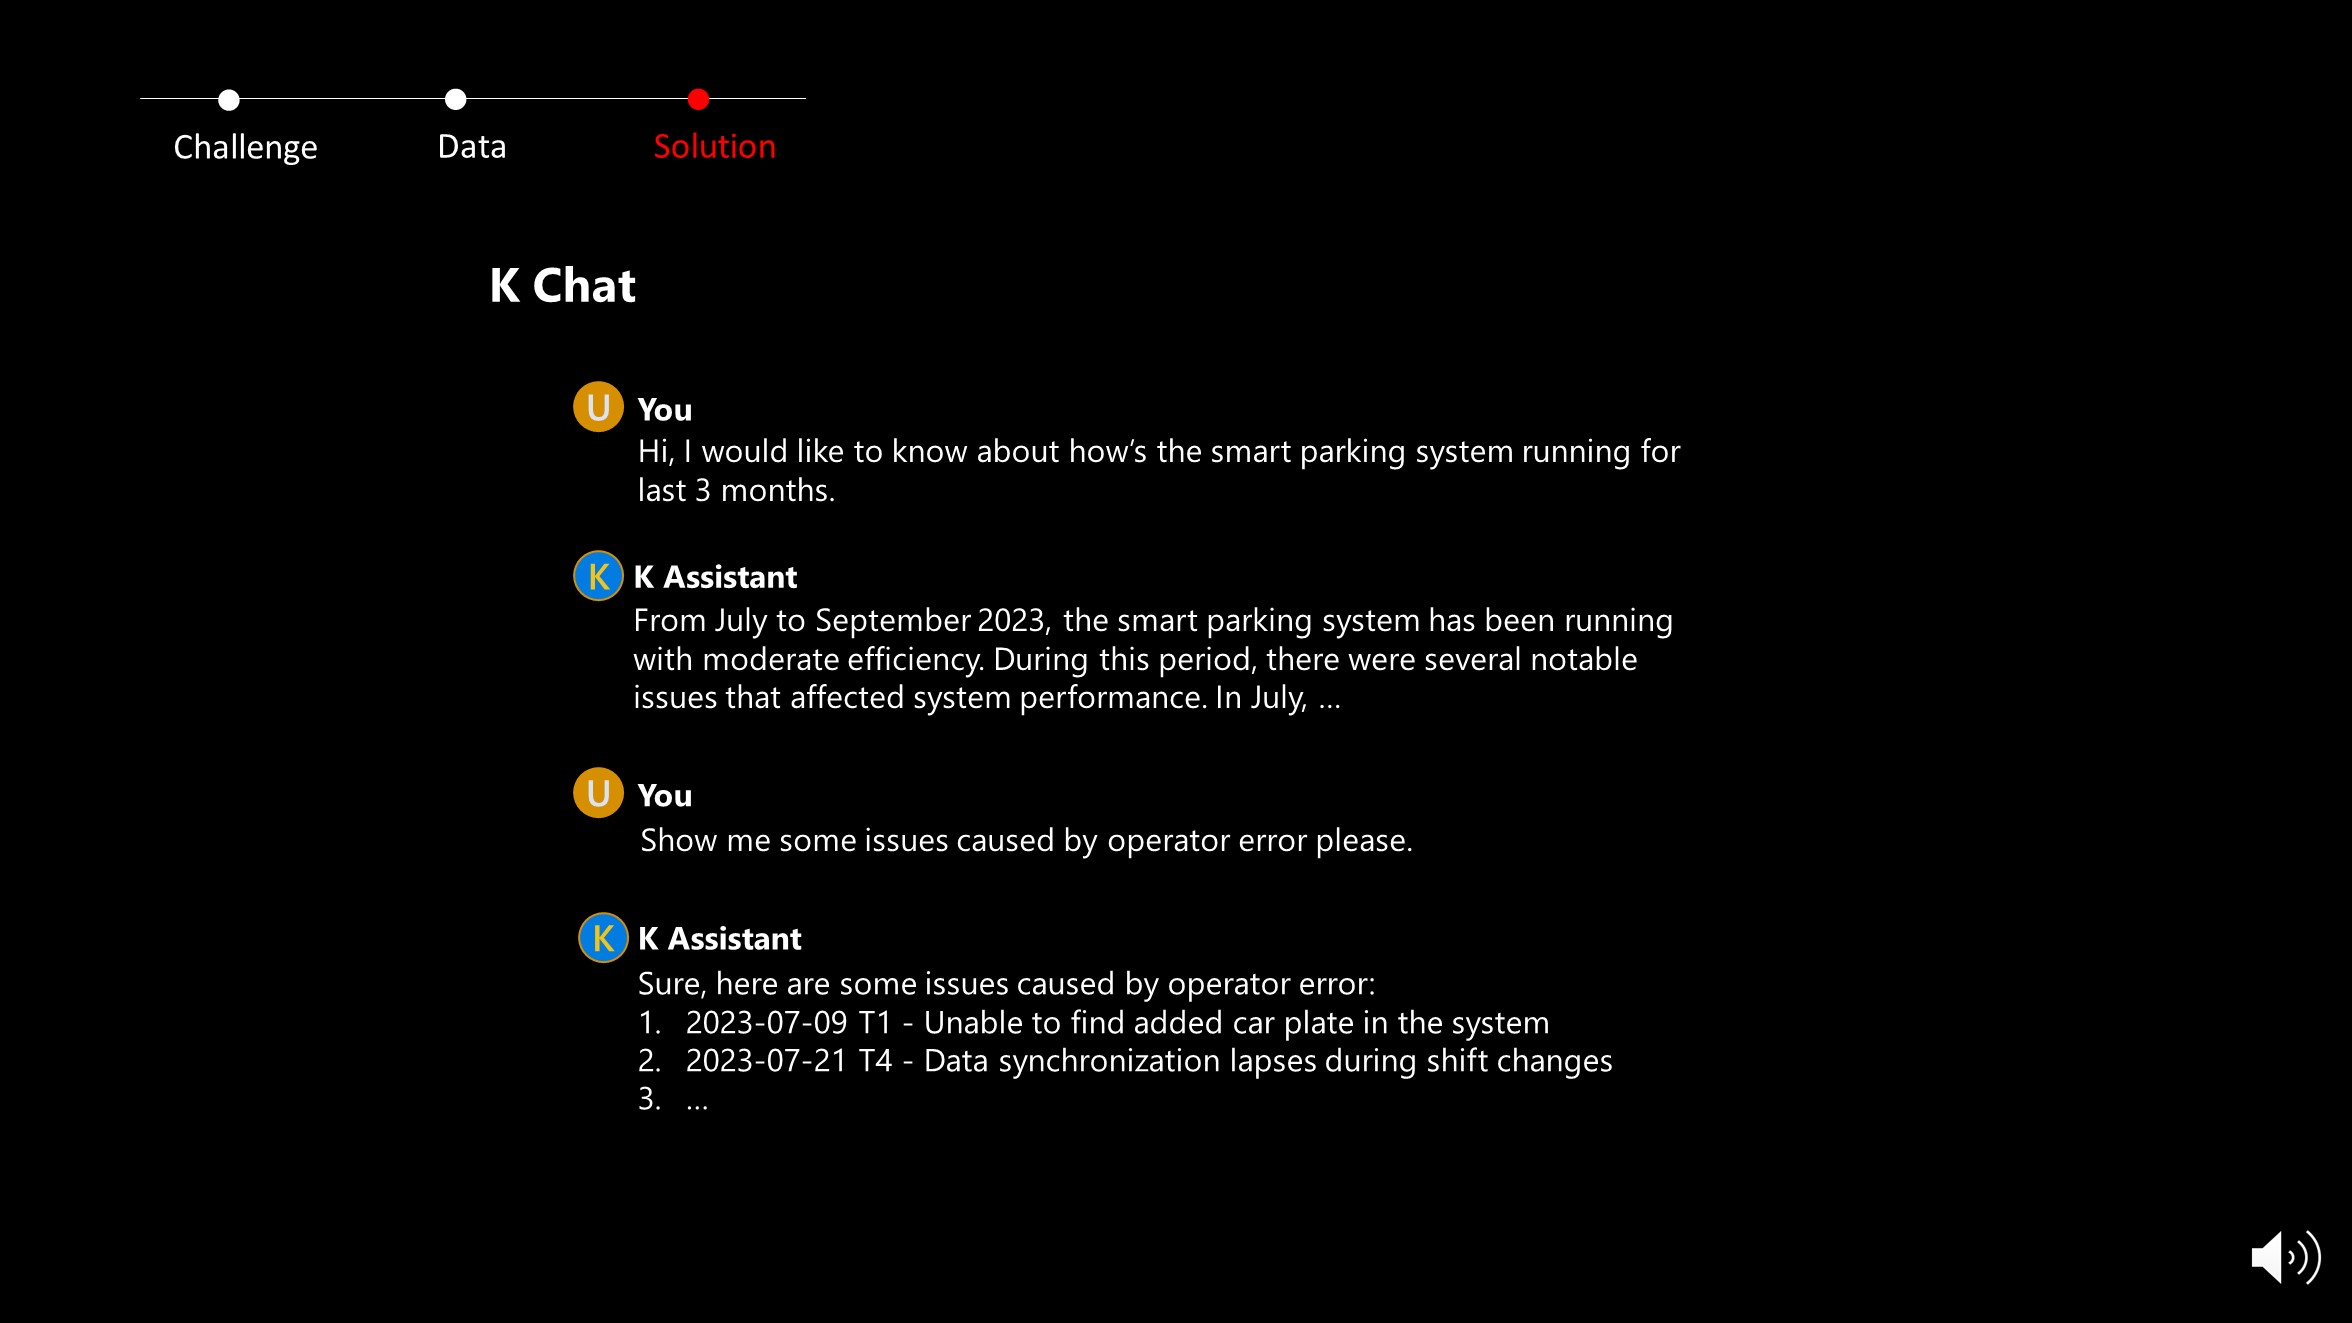 Challenge
Data
Solution
K Chat
U
You
Hi, I would like to know about how’s the smart parking system running for
last 3 months.
K
K Assistant
From July to September 2023, the smart parking system has been running
with moderate efficiency. During this period, there were several notable
issues that affected system performance. In July, …
U
You
Show me some issues caused by operator error please.
K
K Assistant
Sure, here are some issues caused by operator error:
1. 2023-07-09 T1 - Unable to find added car plate in the system
2. 2023-07-21 T4 - Data synchronization lapses during shift changes
3. …